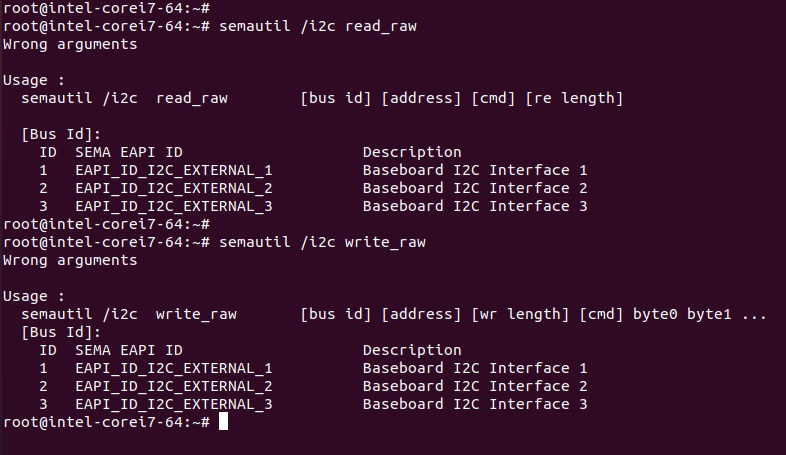 root@intel-corei7-64:~#
root@intel-corei7-64:~# semautil /i2c read_raw
Wrong arguments

Usage :
  semautil /i2c  read_raw        [bus id] [address] [cmd] [re length]

  [Bus Id]:
    ID  SEMA EAPI ID                    Description
    1   EAPI_ID_I2C_EXTERNAL_1          Baseboard I2C Interface 1
    2   EAPI_ID_I2C_EXTERNAL_2          Baseboard I2C Interface 2
    3   EAPI_ID_I2C_EXTERNAL_3          Baseboard I2C Interface 3
root@intel-corei7-64:~#
root@intel-corei7-64:~# semautil /i2c write_raw
Wrong arguments

Usage :
  semautil /i2c  write_raw       [bus id] [address] [wr length] [cmd] byte0 byte1 ...
  [Bus Id]:
    ID  SEMA EAPI ID                    Description
    1   EAPI_ID_I2C_EXTERNAL_1          Baseboard I2C Interface 1
    2   EAPI_ID_I2C_EXTERNAL_2          Baseboard I2C Interface 2
    3   EAPI_ID_I2C_EXTERNAL_3          Baseboard I2C Interface 3
root@intel-corei7-64:~#